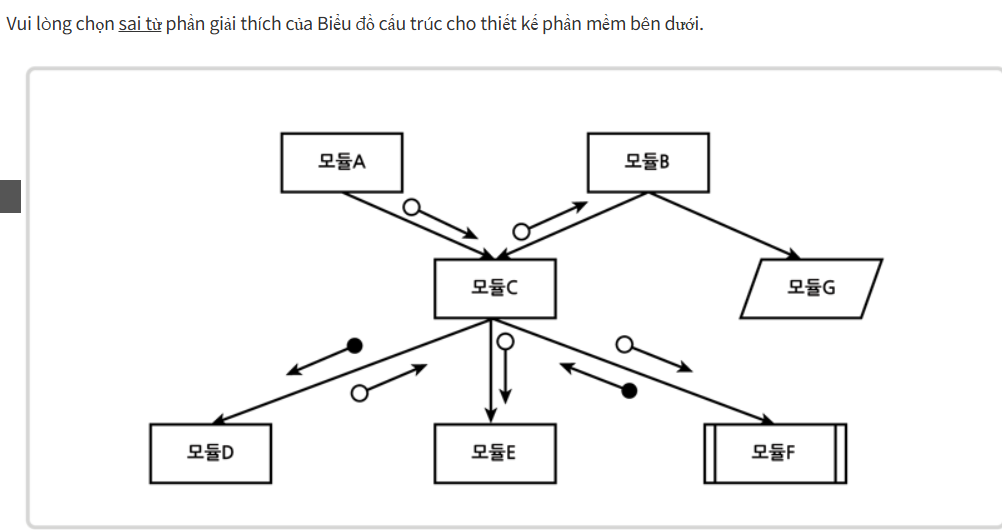 Vui lòng chọn sai từ phần giải thích của Biểu đồ cấu trúc cho thiết kế phần mềm bên dưới.
모듈A
모듈B
모듈C
모듈G
모듈D
모듈E
모듈F